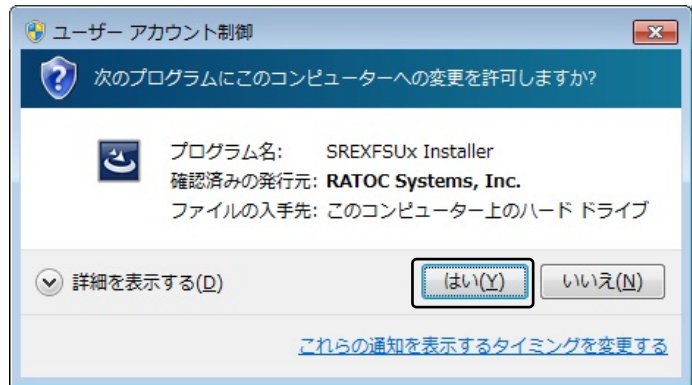 ユーザー アカウント制御
次のプログラムにこのコンピューターへの変更を許可しますか?
プログラム名: SREXFSUx Installer
確認済みの発行元: RATOC Systems, Inc.
ファイルの入手先: このコンピューター上のハード ドライブ
詳細を表示する(D) はい(Y) いいえ(N)
これらの通知を表示するタイミングを変更する